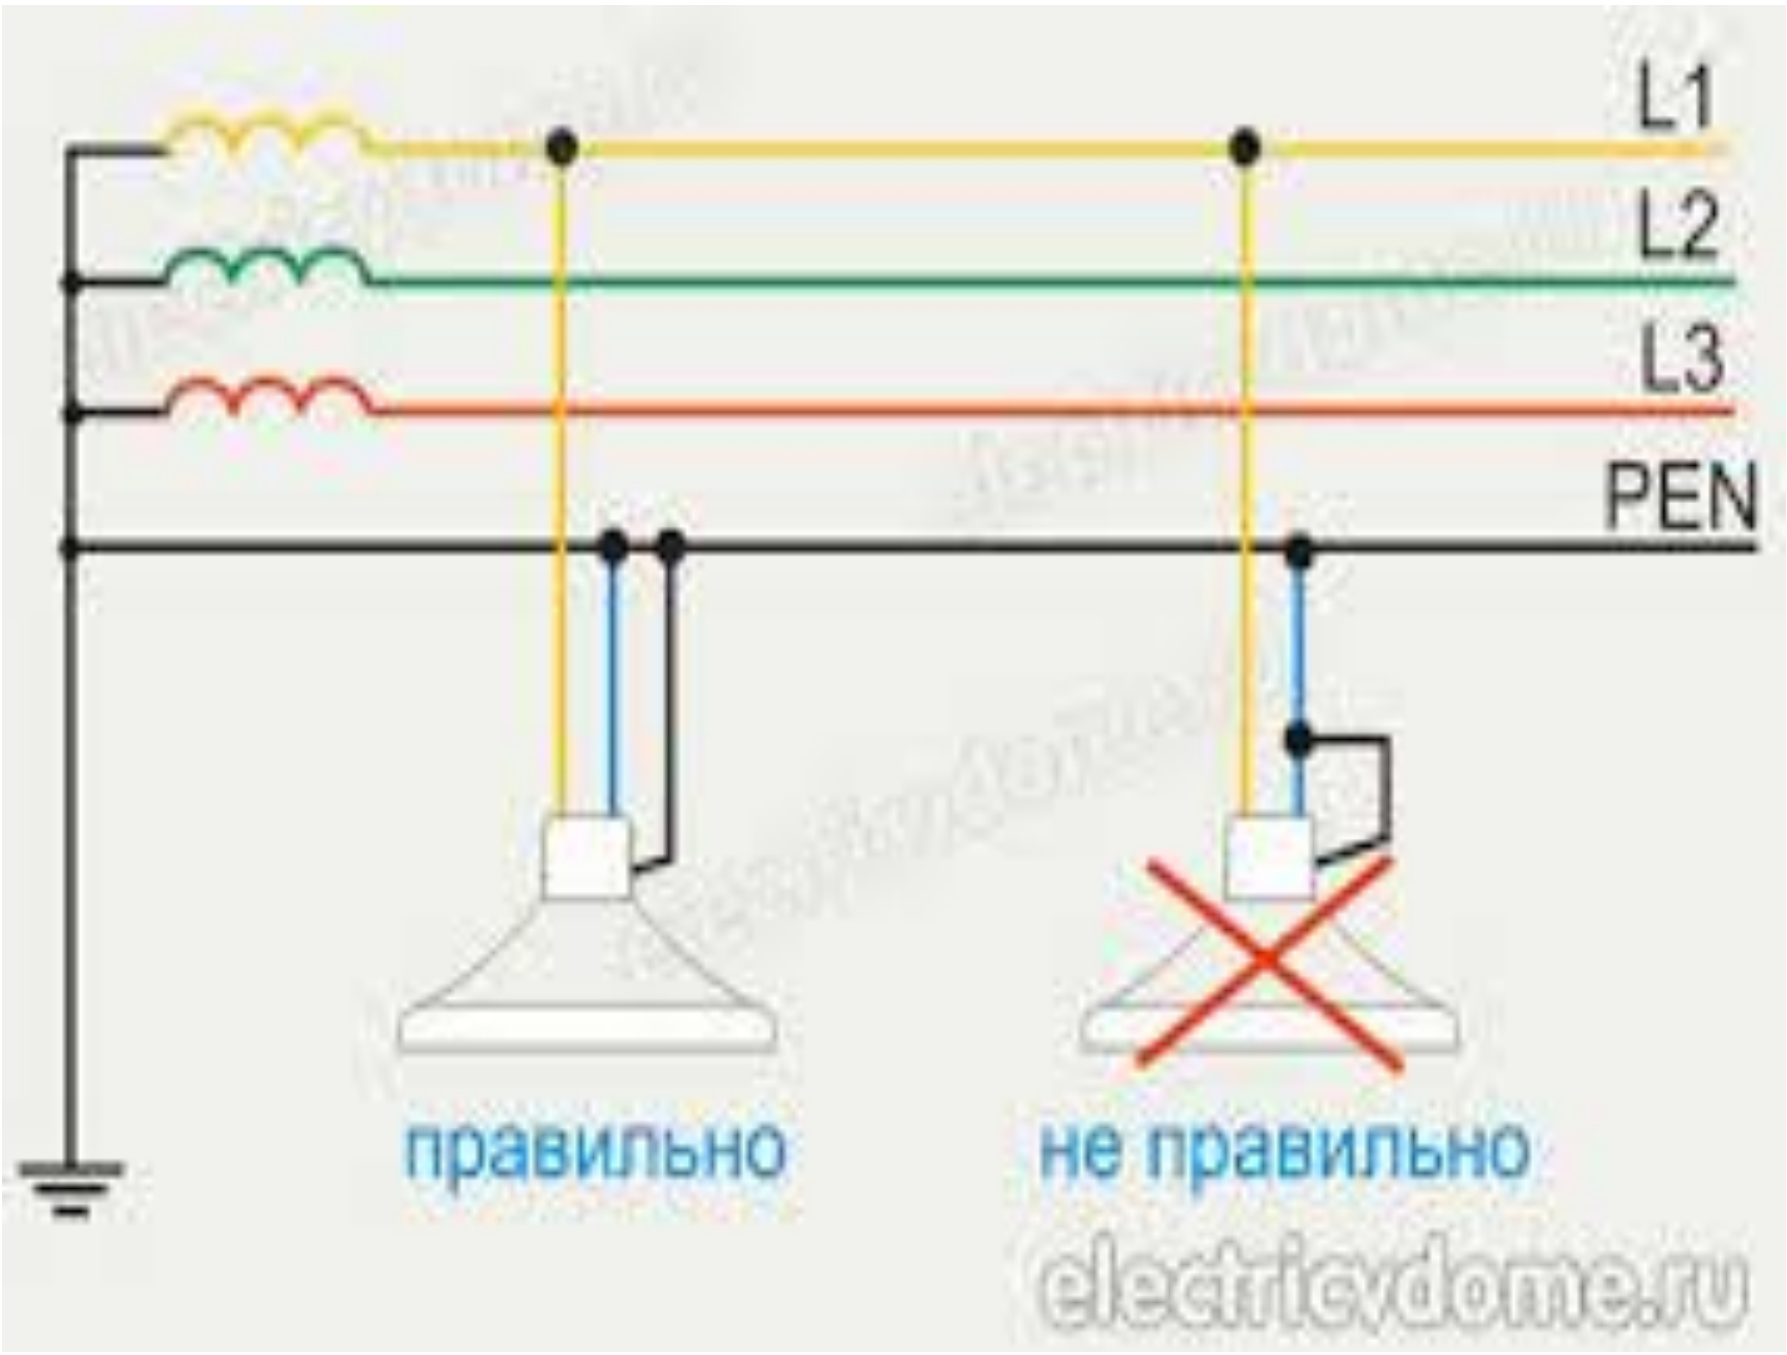 L1
L2
L3
PEN
правильно
не правильно
electricvdome.ru